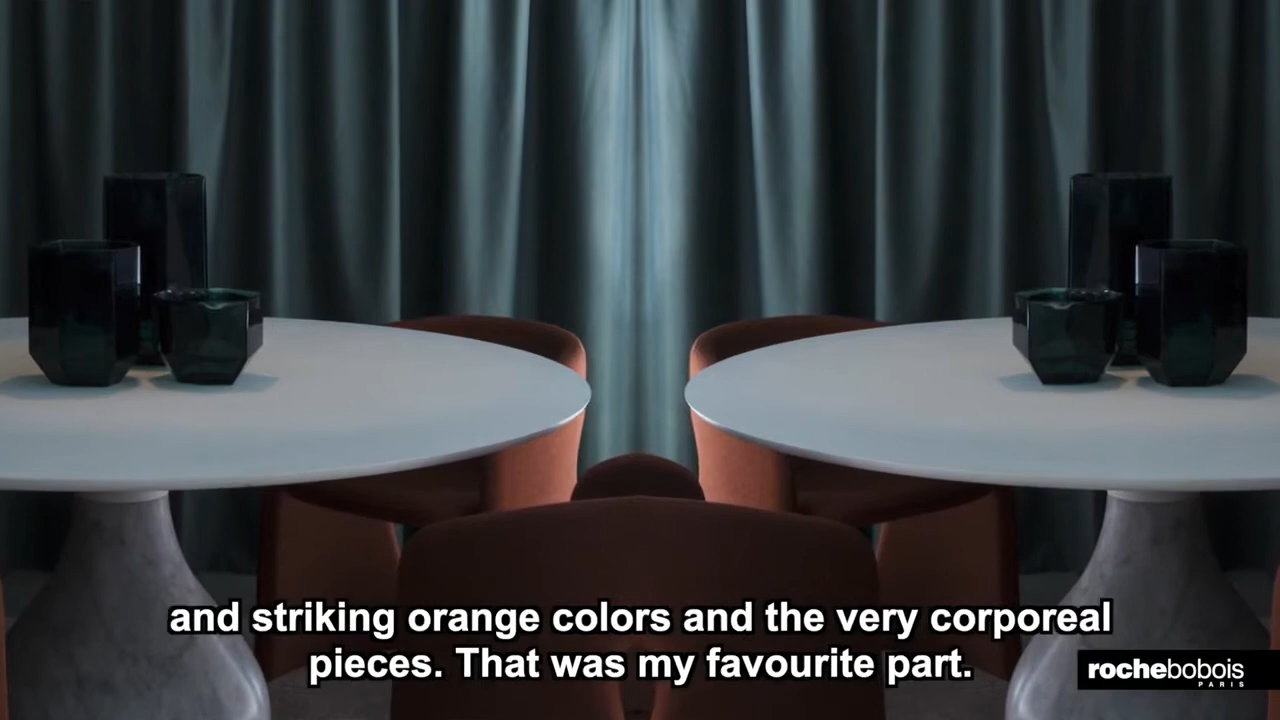 and striking orange colors and the very corporeal
pieces. That was my favourite part.
rochebobois
PARIS